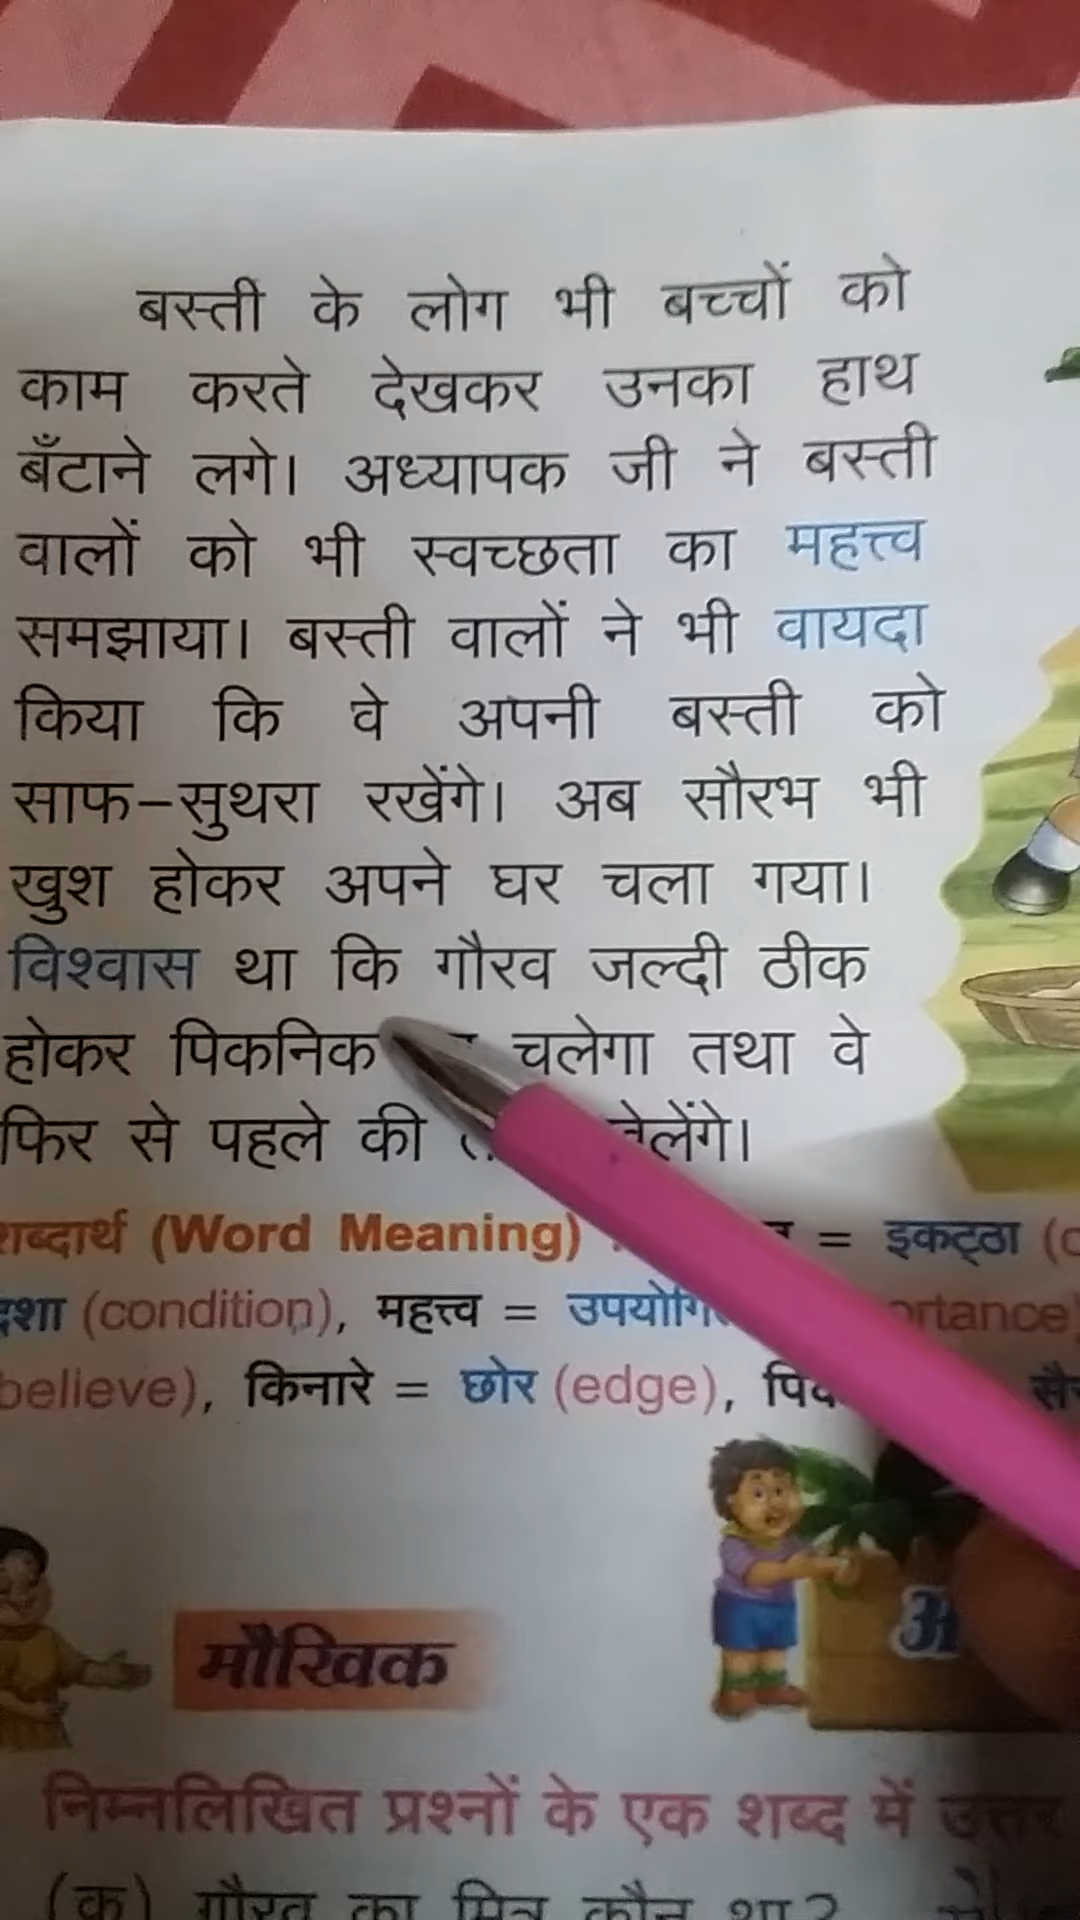 बस्ती के लोग भी बच्चों को
काम करते देखकर उनका हाथ
बँटाने लगे। अध्यापक जी ने बस्ती
वालों को भी स्वच्छता का महत्त्व
समझाया। बस्ती वालों ने भी वायदा
किया कि वे अपनी बस्ती को
साफ-सुथरा रखेंगे। अब सौरभ भी
खुश होकर अपने घर चला गया।
विश्वास था कि गौरव जल्दी ठीक
होकर पिकनिक चलेगा तथा वे
फिर से पहले की
शब्दार्थ (Word Meaning) = इकट्ठा
(condition), महत्त्व =
believe), किनारे = छोर (edge),
मौखिक
निम्नलिखित प्रश्नों के एक शब्द में उत्तर
(क) गौरव का मित्र कौन था?